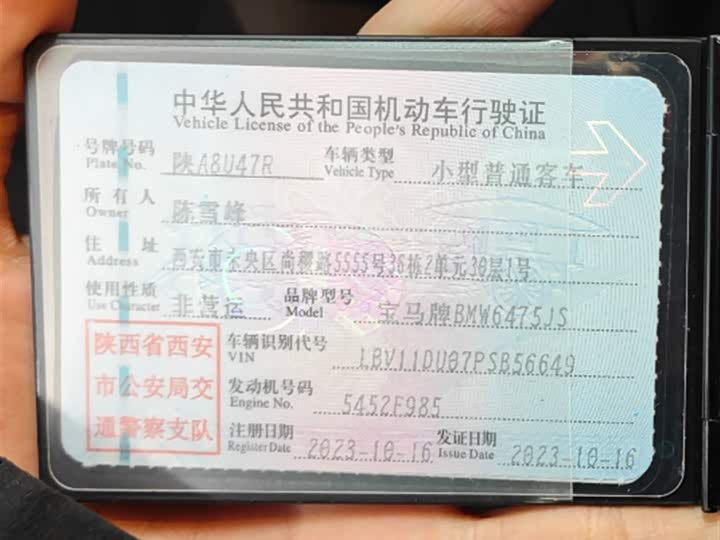 中华人民共和国机动车行驶证
Vehicle License of the People's Republic of China
号牌号码 陕A8U47R 车辆类型 小型普通客车
Plate No. Vehicle Type
所有人 陈雪峰
Owner
住址 西安市未央区尚稷路5555号36栋2单元30层1号
Address
使用性质 非营运 品牌型号 宝马牌BMW6475JS
Use Character Model
陕西省西安
市公安局交
通警察支队
车辆识别代号 LBV11DU07PSB56649
VIN
发动机号码 5452F985
Engine No.
注册日期 2023-10-16 发证日期 2023-10-16
Register Date Issue Date